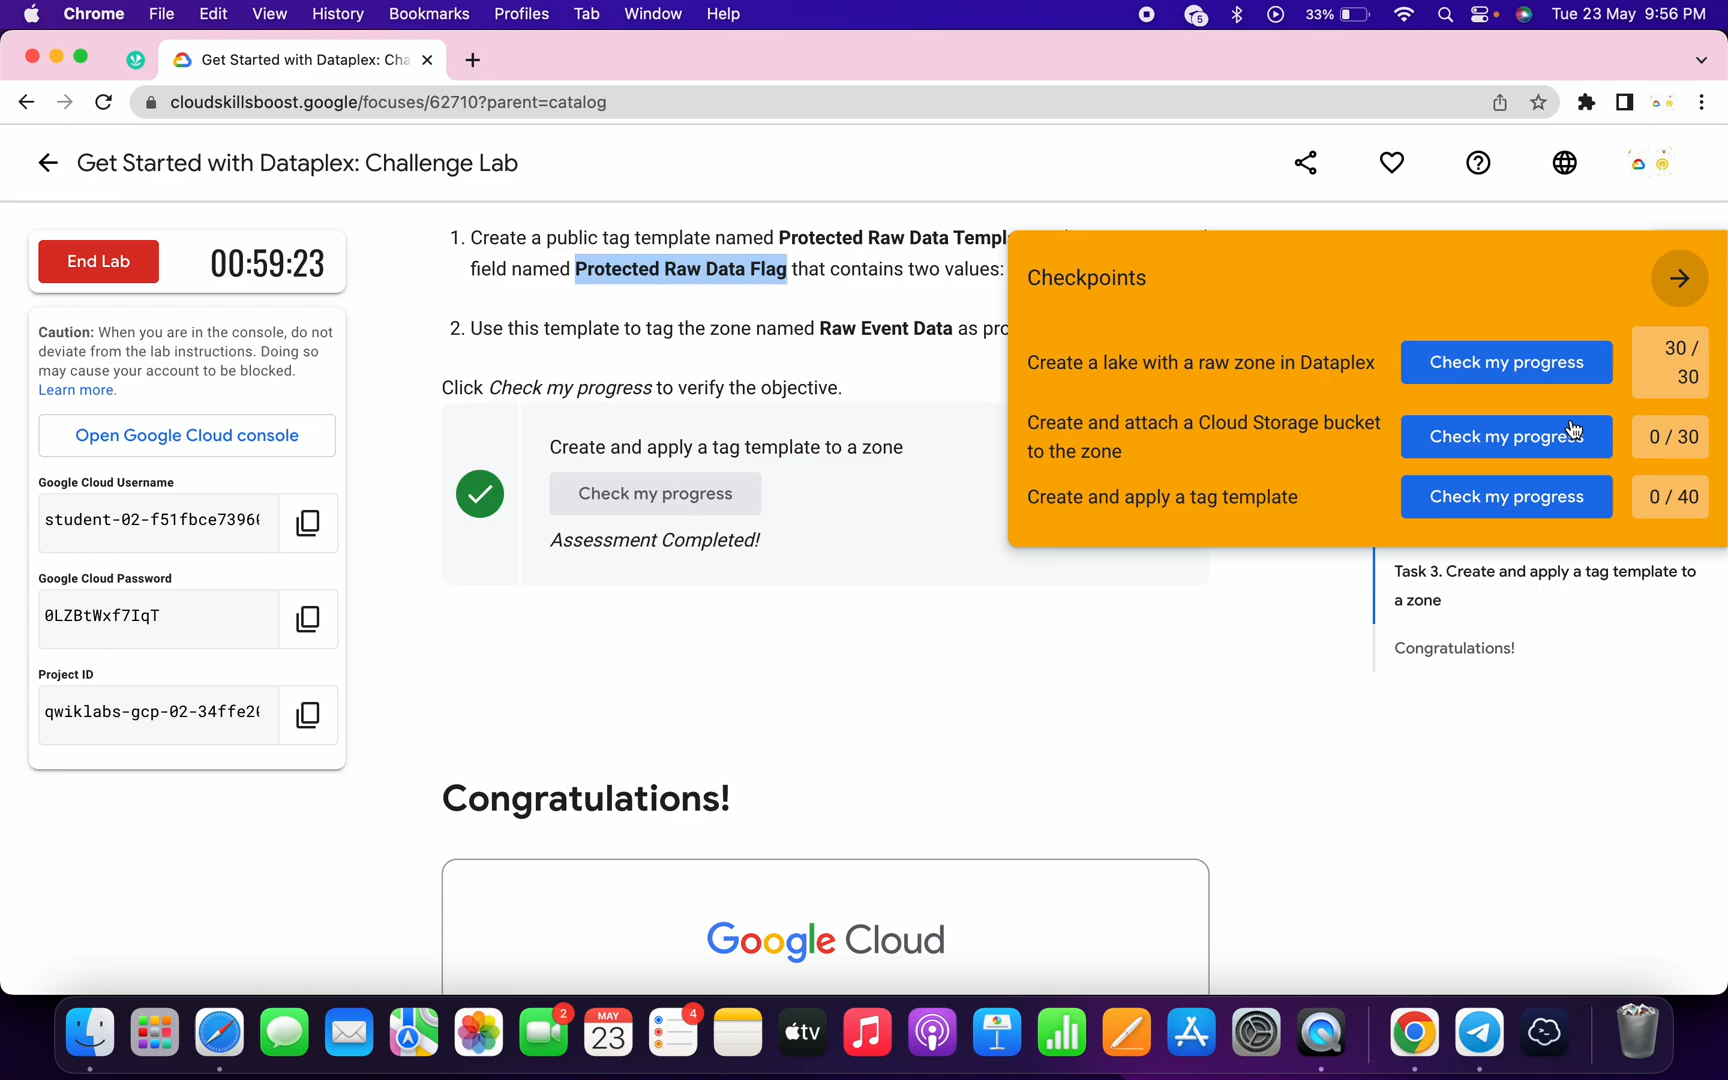 Chrome File Edit View History Bookmarks Profiles Tab Window Help 5 33% Tue 23 May 9:56 PM
Get Started with Dataplex: Cha
cloudskillsboost.google/focuses/62710?parent=catalog
Get Started with Dataplex: Challenge Lab
End Lab 00:59:23
Caution: When you are in the console, do not
deviate from the lab instructions. Doing so
may cause your account to be blocked.
Learn more.
Open Google Cloud console
Google Cloud Username
student-02-f51fbce7396
Google Cloud Password
0LZBtWxf7IqT
Project ID
qwiklabs-gcp-02-34ffe2
1. Create a public tag template named Protected Raw Data Templ
field named Protected Raw Data Flag that contains two values:
2. Use this template to tag the zone named Raw Event Data as pro
Click Check my progress to verify the objective.
Create and apply a tag template to a zone
Check my progress
Assessment Completed!
Congratulations!
Google Cloud
Checkpoints
Create a lake with a raw zone in Dataplex Check my progress 30 /
30
Create and attach a Cloud Storage bucket
to the zone Check my progress 0 / 30
Create and apply a tag template Check my progress 0 / 40
Task 3. Create and apply a tag template to
a zone
Congratulations!
2 MAY 23 4 tv